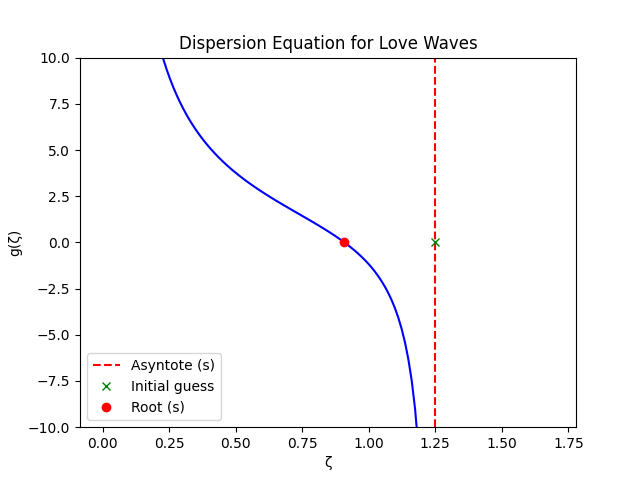 Dispersion Equation for Love Waves
10.0
7.5
5.0
2.5
0.0
−2.5
−5.0
−7.5
−10.0
g(ζ)
Asyntote (s)
Initial guess
Root (s)
0.00 0.25 0.50 0.75 1.00 1.25 1.50 1.75
ζ